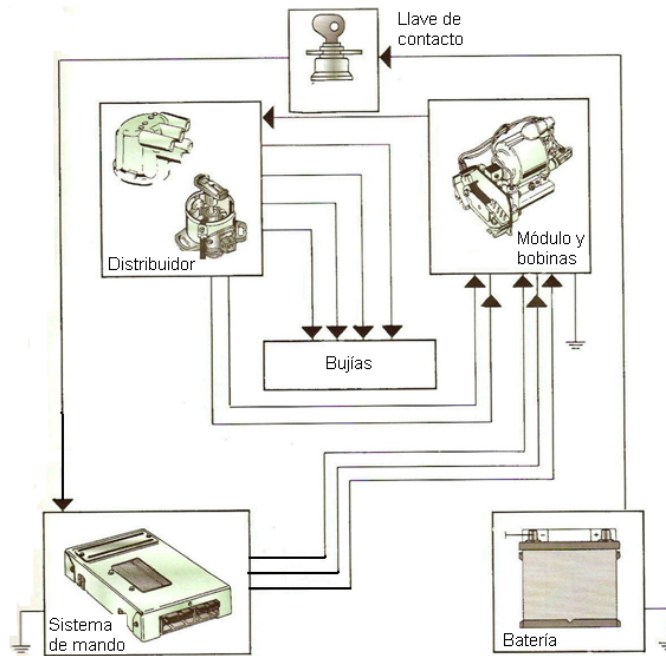 Llave de
contacto
Distribuidor
Módulo y
bobinas
Bujías
Sistema
de mando
Batería